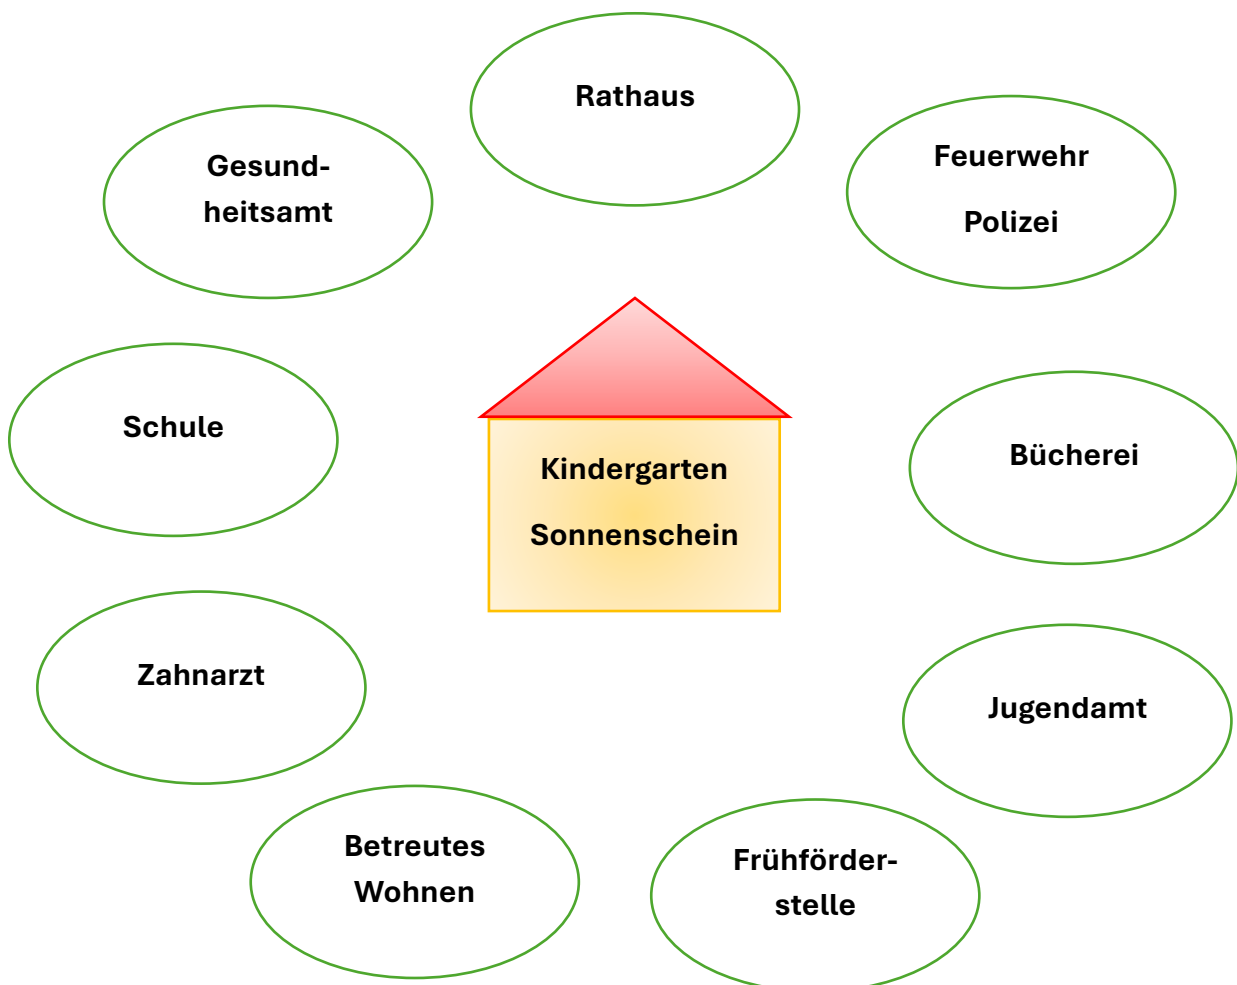 Rathaus
Gesund-
heitsamt
Feuerwehr
Polizei
Schule
Kindergarten
Sonnenschein
Bücherei
Zahnarzt
Jugendamt
Betreutes
Wohnen
Frühförder-
stelle